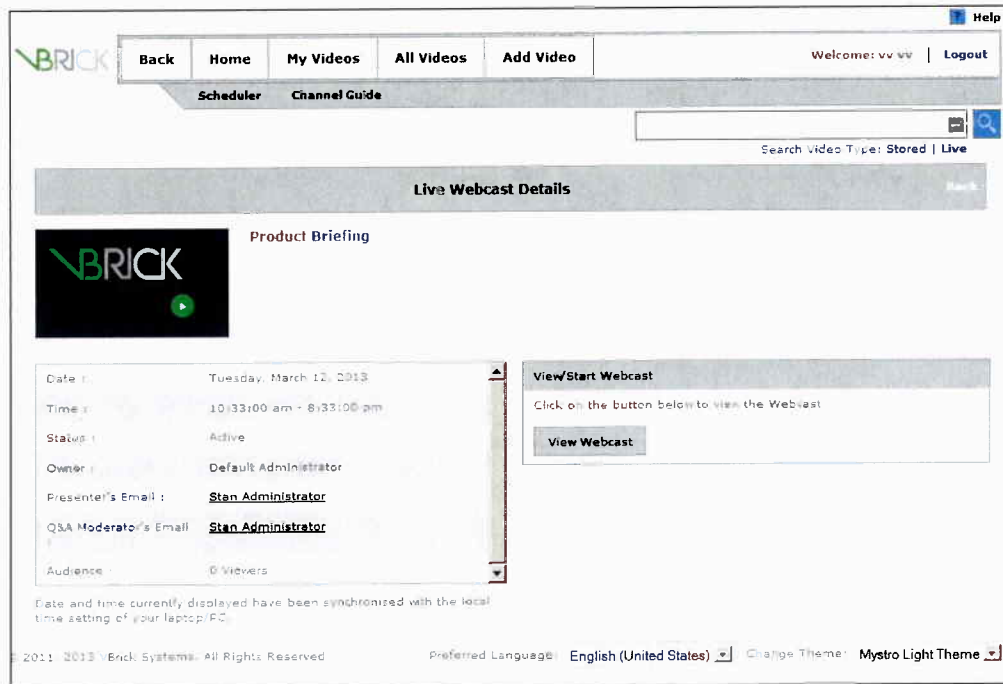 Help
VBRICK
Back Home My Videos All Videos Add Video Welcome: vv vv | Logout
Scheduler Channel Guide
Search Video Type: Stored | Live
Live Webcast Details Back
VBRICK
Product Briefing
Date : Tuesday, March 12, 2013
Time : 10:33:00 am - 8:33:00 pm
Status : Active
Owner : Default Administrator
Presenter's Email : Stan Administrator
Q&A Moderator's Email Stan Administrator
Audience : 0 Viewers
View/Start Webcast
Click on the button below to view the Webcast
View Webcast
Date and time currently displayed have been synchronised with the local
time setting of your laptop/PC.
© 2011 2013 VBrick Systems. All Rights Reserved Preferred Language: English (United States) Change Theme: Mystro Light Theme